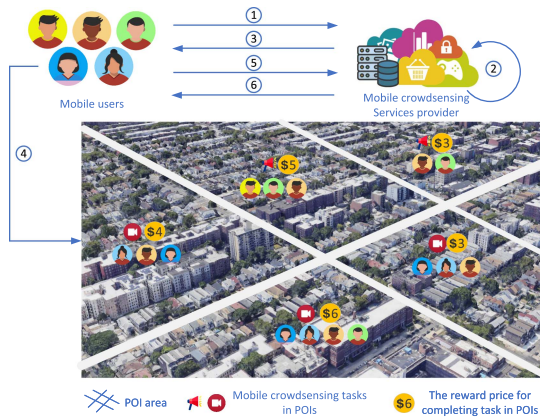 1
3
2
5
6
Mobile users
Mobile crowdsensing
Services provider
4
$3
$5
$4
$3
$6
POI area
Mobile crowdsensing tasks
in POIs
$6
The reward price for
completing task in POIs